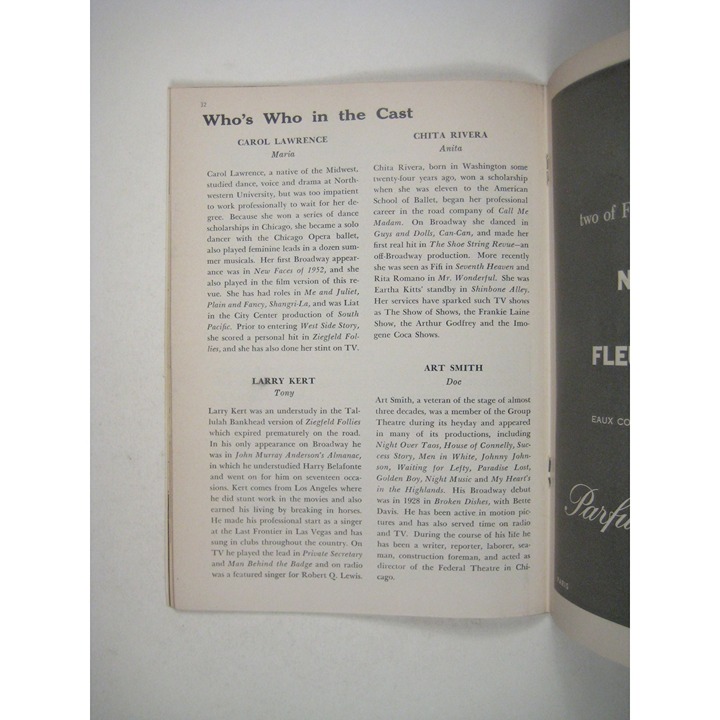 32
Who's Who in the Cast
CAROL LAWRENCE
Maria
Carol Lawrence, a native of the Midwest,
studied dance, voice and drama at North-
western University, but was too impatient
to work professionally to wait for her de-
gree. Because she won a series of dance
scholarships in Chicago, she became a solo
dancer with the Chicago Opera ballet,
also played feminine leads in a dozen sum-
mer musicals. Her first Broadway appear-
ance was in New Faces of 1952, and she
also played in the film version of this re-
vue. She has had roles in Me and Juliet,
Plain and Fancy, Shangri-La, and was Liat
in the City Center production of South
Pacific. Prior to entering West Side Story,
she scored a personal hit in Ziegfeld Fol-
lies, and she has also done her stint on TV.
LARRY KERT
Tony
Larry Kert was an understudy in the Tal-
lulah Bankhead version of Ziegfeld Follies
which expired prematurely on the road.
In his only appearance on Broadway he
was in John Murray Anderson's Almanac,
in which he understudied Harry Belafonte
and went on for him on seventeen occa-
sions. Kert comes from Los Angeles where
he did stunt work in the movies and also
earned his living by breaking in horses.
He made his professional start as a singer
at the Last Frontier in Las Vegas and has
sung in clubs throughout the country. On
TV he played the lead in Private Secretary
and Man Behind the Badge and on radio
was a featured singer for Robert Q. Lewis.
CHITA RIVERA
Anita
Chita Rivera, born in Washington some
twenty-four years ago, won a scholarship
when she was eleven to the American
School of Ballet, began her professional
career in the road company of Call Me
Madam. On Broadway she danced in
Guys and Dolls, Can-Can, and made her
first real hit in The Shoe String Revue—an
off-Broadway production. More recently
she was seen as Fifi in Seventh Heaven and
Rita Romano in Mr. Wonderful. She was
Eartha Kitts' standby in Shinbone Alley.
Her services have sparked such TV shows
as The Show of Shows, the Frankie Laine
Show, the Arthur Godfrey and the Imo-
gene Coca Shows.
ART SMITH
Doc
Art Smith, a veteran of the stage of almost
three decades, was a member of the Group
Theatre during its heyday and appeared
in many of its productions, including
Night Over Taos, House of Connelly, Suc-
cess Story, Men in White, Johnny John-
son, Waiting for Lefty, Paradise Lost,
Golden Boy, Night Music and My Heart's
in the Highlands. His Broadway debut
was in 1928 in Broken Dishes, with Bette
Davis. He has been active in motion pic-
tures and has also served time on radio
and TV. During the course of his life he
has been a writer, reporter, laborer, sea-
man, construction foreman, and acted as
director of the Federal Theatre in Chi-
cago.
two of F
N
FLEU
EAUX CO
Parfu
PARIS